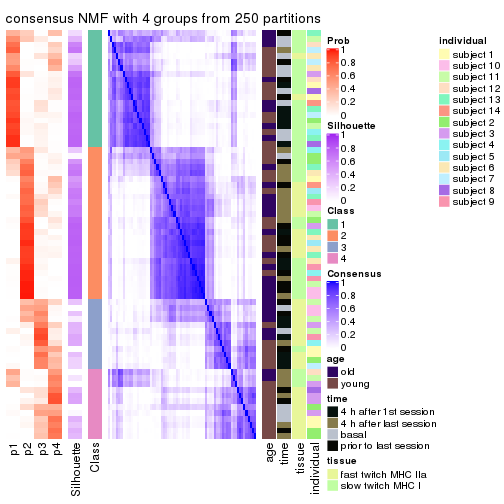 consensus NMF with 4 groups from 250 partitions
Prob
1
0.8
0.6
0.4
0.2
0
Silhouette
1
0.8
0.6
0.4
0.2
0
Class
1
2
3
4
Consensus
1
0.8
0.6
0.4
0.2
0
age
old
young
time
4 h after 1st session
4 h after last session
basal
prior to last session
tissue
fast twitch MHC IIa
slow twitch MHC I
individual
subject 1
subject 10
subject 11
subject 12
subject 13
subject 14
subject 2
subject 3
subject 4
subject 5
subject 6
subject 7
subject 8
subject 9
p1
p2
p3
p4
Silhouette
Class
age
time
tissue
individual